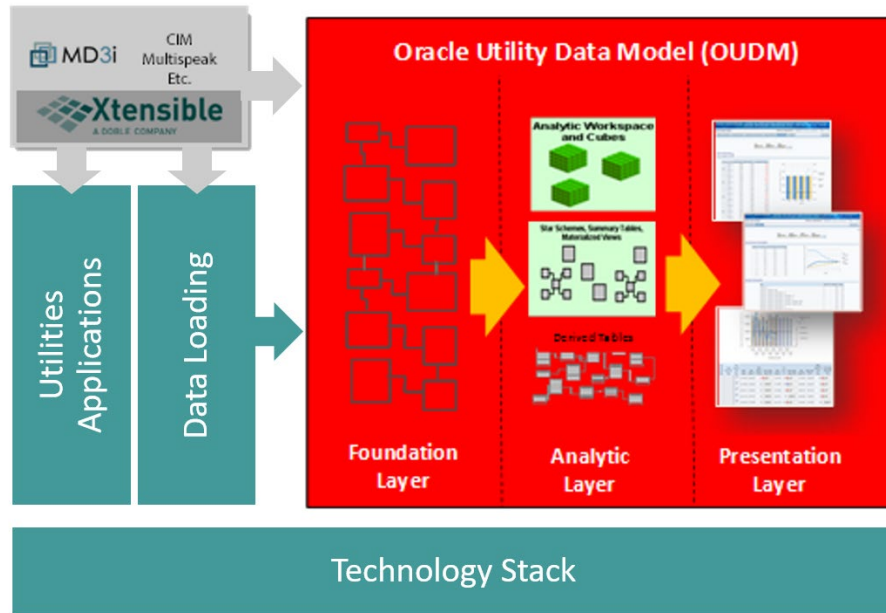 MD3i
CIM
Multispeak
Etc.
Xtensible
A DOBLE COMPANY
Oracle Utility Data Model (OUDM)
Analytic Workspace
and Cubes
Star Schemes, Summary Tables,
Materialized Views
Derived Tables
Utilities
Applications
Data Loading
Foundation
Layer
Analytic
Layer
Presentation
Layer
Technology Stack